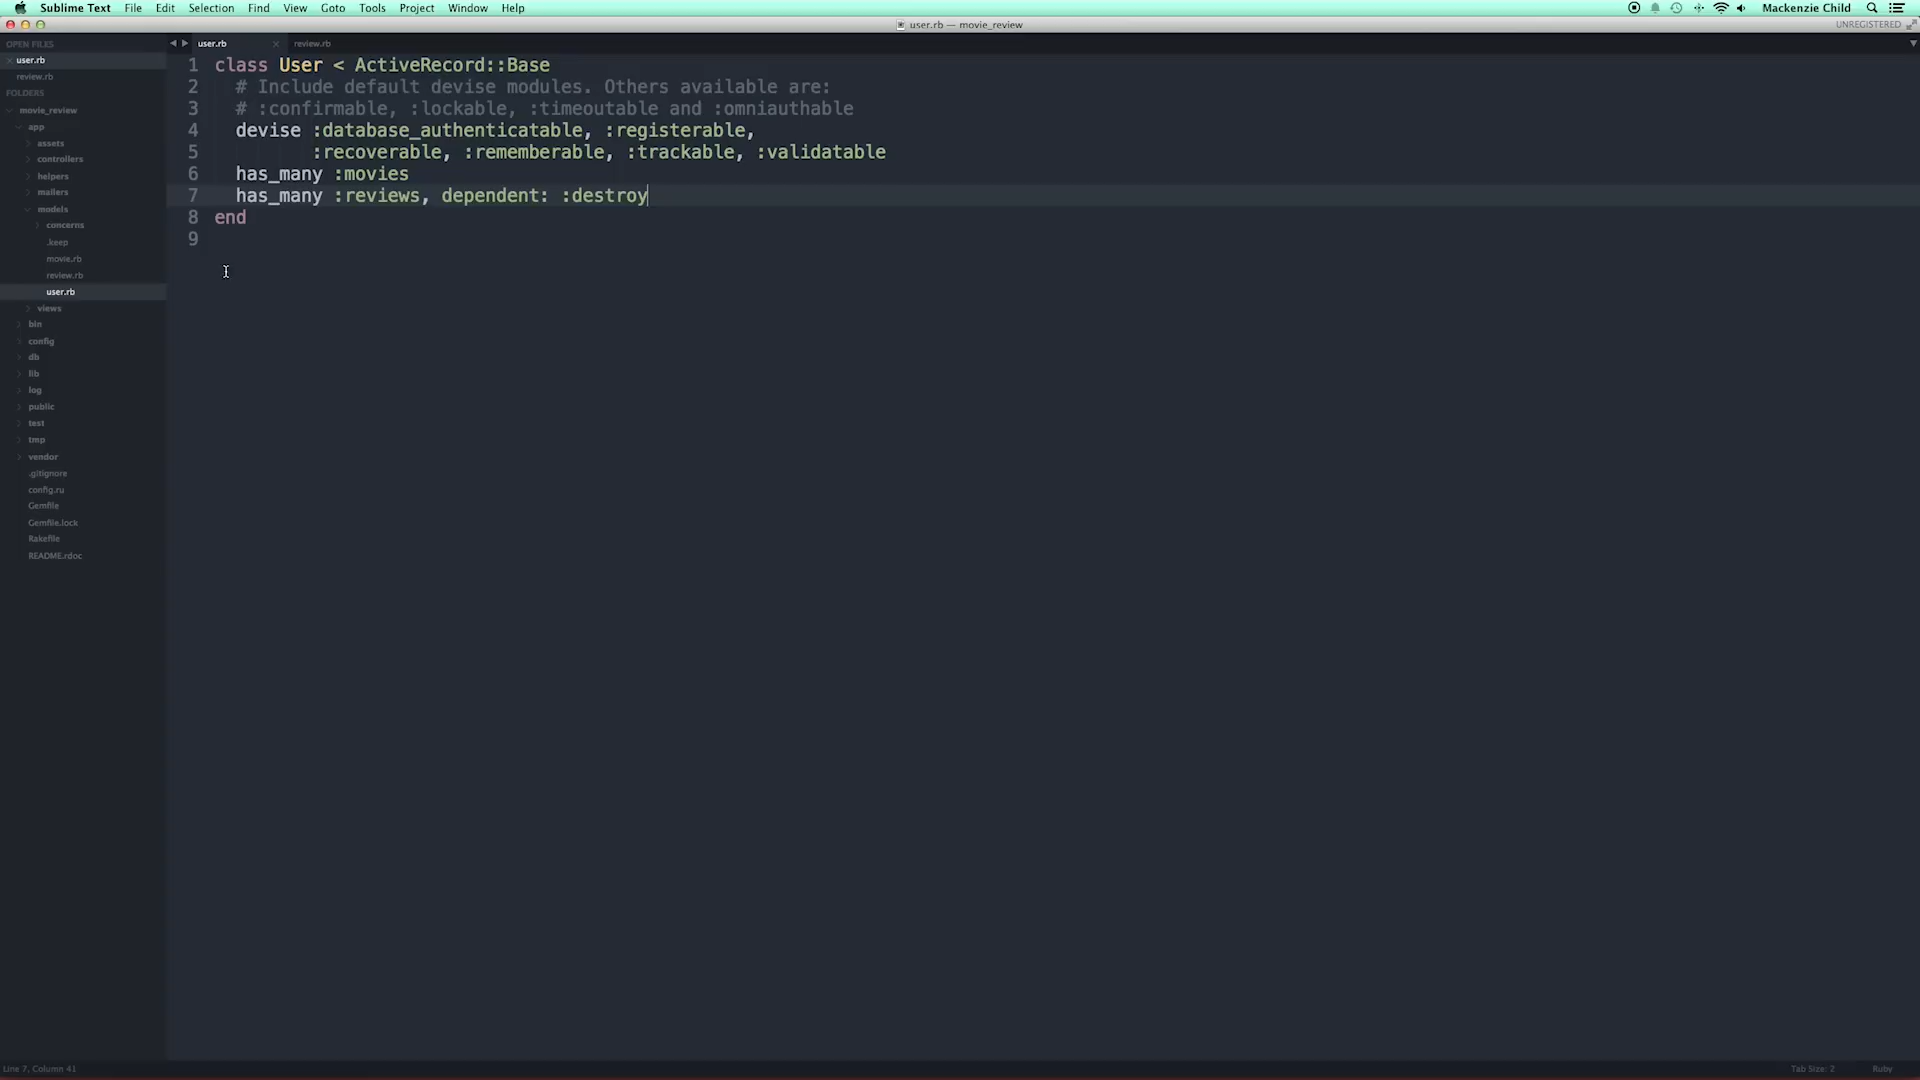 Sublime Text File Edit Selection Find View Goto Tools Project Window Help Mackenzie Child
user.rb — movie_review UNREGISTERED
OPEN FILES
user.rb
review.rb
FOLDERS
movie_review
app
assets
controllers
helpers
mailers
models
concerns
.keep
movie.rb
review.rb
user.rb
views
bin
config
db
lib
log
public
test
tmp
vendor
.gitignore
config.ru
Gemfile
Gemfile.lock
Rakefile
README.rdoc
user.rb review.rb
1 class User < ActiveRecord::Base
2 # Include default devise modules. Others available are:
3 # :confirmable, :lockable, :timeoutable and :omniauthable
4 devise :database_authenticatable, :registerable,
5 :recoverable, :rememberable, :trackable, :validatable
6 has_many :movies
7 has_many :reviews, dependent: :destroy
8 end
9
Line 7, Column 41 Tab Size: 2 Ruby